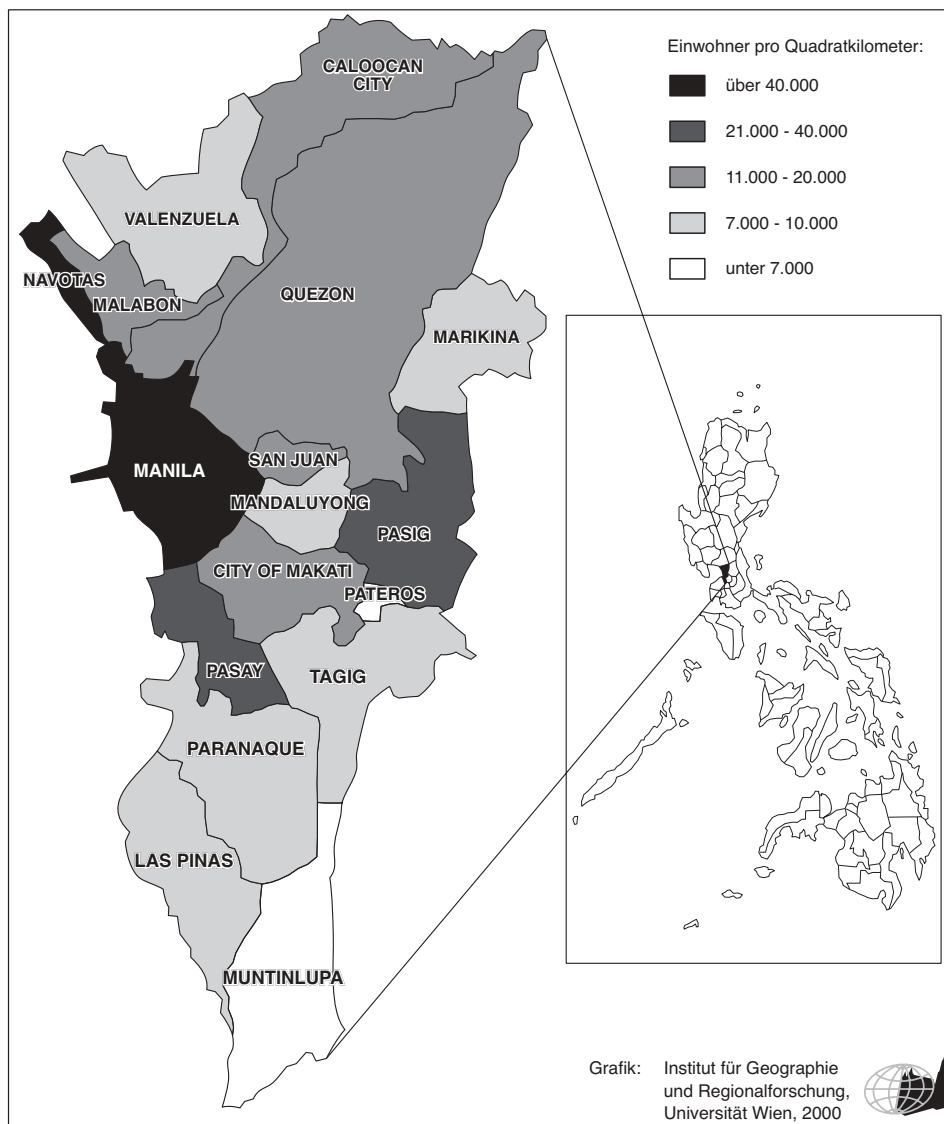 Einwohner pro Quadratkilometer:
über 40.000
21.000 - 40.000
11.000 - 20.000
7.000 - 10.000
unter 7.000
CALOOCAN
CITY
VALENZUELA
NAVOTAS
MALABON
QUEZON
MARIKINA
SAN JUAN
MANILA
MANDALUYONG
PASIG
CITY OF MAKATI
PATEROS
PASAY
TAGIG
PARANAQUE
LAS PINAS
MUNTINLUPA
Grafik: Institut für Geographie
und Regionalforschung,
Universität Wien, 2000